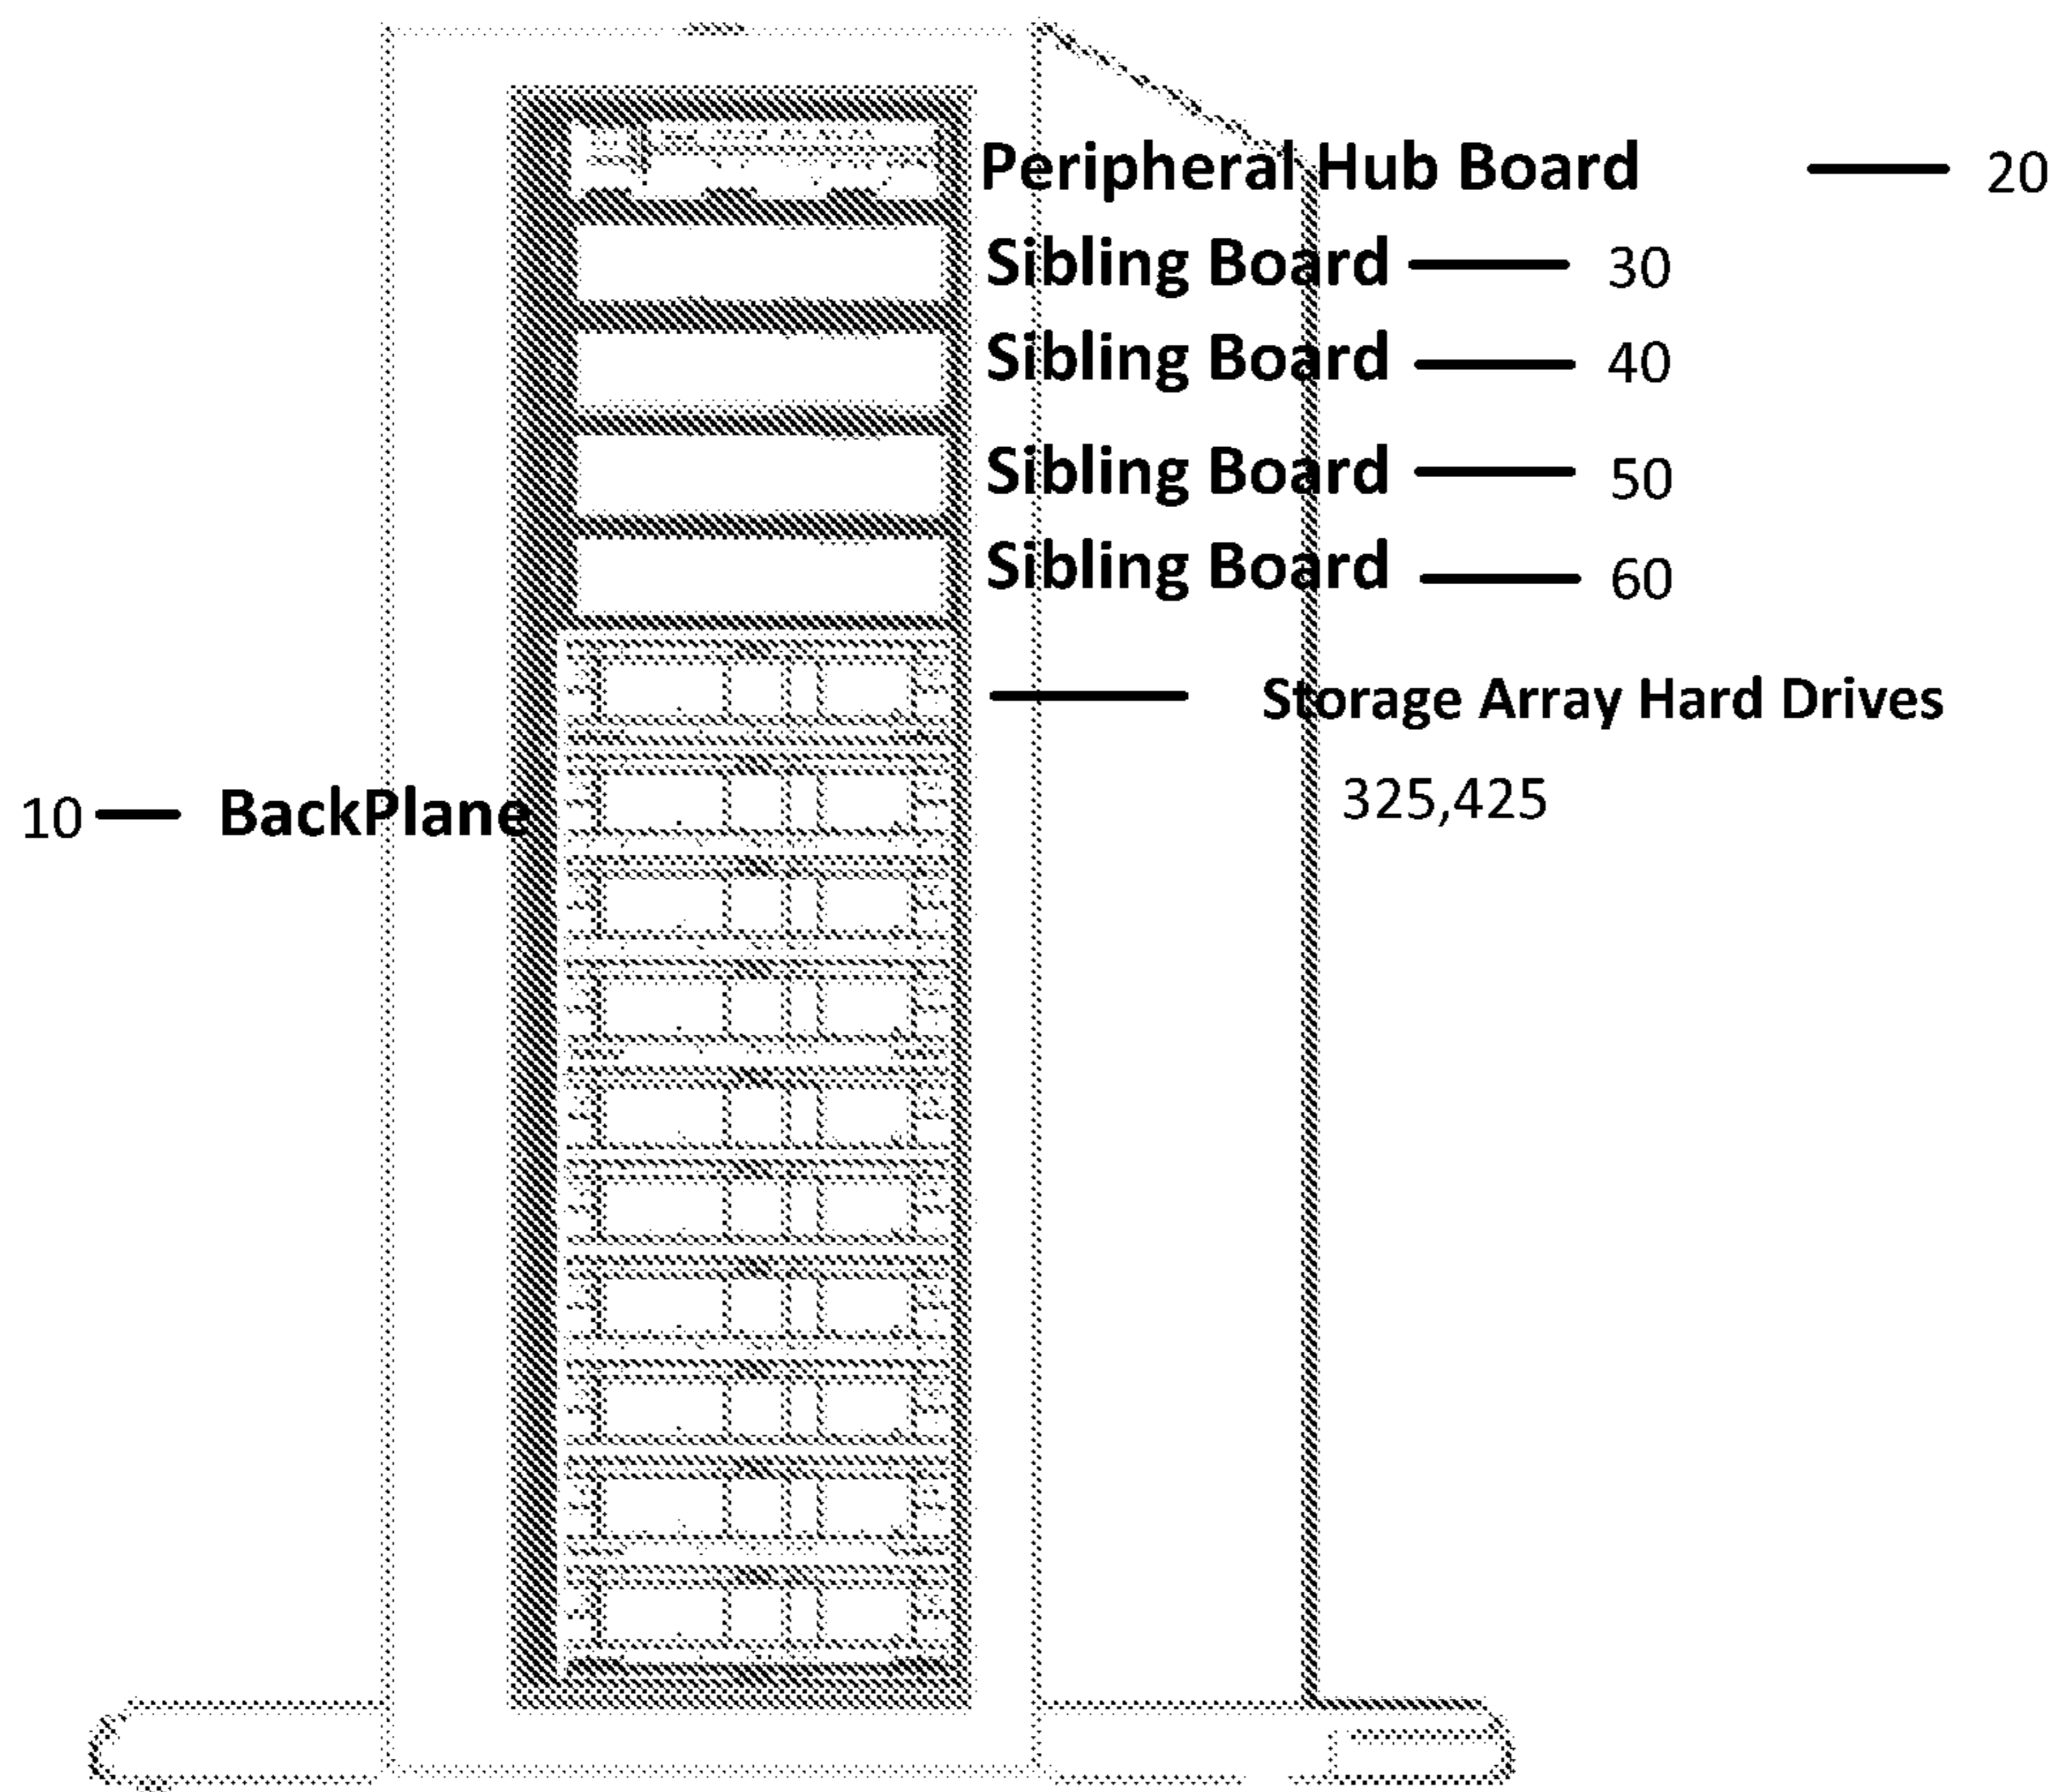 Peripheral Hub Board 20
Sibling Board 30
Sibling Board 40
Sibling Board 50
Sibling Board 60
Storage Array Hard Drives
325,425
10 BackPlane